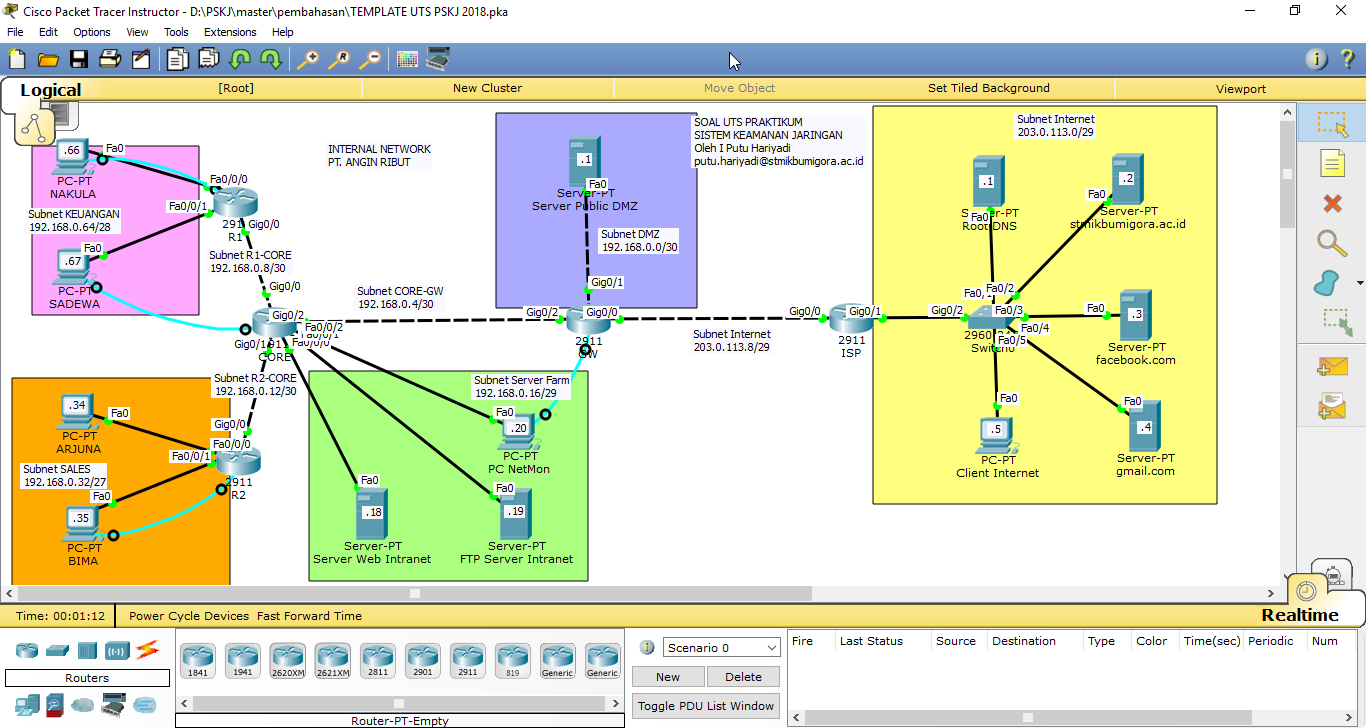 Cisco Packet Tracer Instructor - D:\PSKJ\master\pembahasan\TEMPLATE UTS PSKJ 2018.pka
File Edit Options View Tools Extensions Help
Logical
[Root]
New Cluster
Move Object
Set Tiled Background
Viewport
.66
Fa0
PC-PT
NAKULA
Subnet KEUANGAN
192.168.0.64/28
.67
Fa0
PC-PT
SADEWA
Fa0/0/0
Fa0/0/1
R1
Gig0/0
Subnet R1-CORE
192.168.0.8/30
Gig0/0
INTERNAL NETWORK
PT. ANGIN RIBUT
Gig0/2
Fa0/0/2
Fa0/0/0
CORE
Subnet CORE-GW
192.168.0.4/30
Subnet R2-CORE
192.168.0.12/30
Gig0/0
Fa0/0/0
Fa0/0/1
2911
R2
.34
Fa0
PC-PT
ARJUNA
Subnet SALES
192.168.0.32/27
Fa0
.35
PC-PT
BIMA
.1
Fa0
Server-PT
Server Public DMZ
Subnet DMZ
192.168.0.0/30
Gig0/1
Gig0/2
Gig0/0
2911
GW
SOAL UTS PRAKTIKUM
SISTEM KEAMANAN JARINGAN
Oleh I Putu Hariyadi
putu.hariyadi@stmikbumigora.ac.id
Subnet Internet
203.0.113.8/29
Gig0/0
Gig0/1
2911
ISP
Subnet Server Farm
192.168.0.16/29
Fa0
.20
PC-PT
PC NetMon
Fa0
.18
Server-PT
Server Web Intranet
Fa0
.19
Server-PT
FTP Server Intranet
Subnet Internet
203.0.113.0/29
.1
Fa0
Root DNS
.2
Fa0
Server-PT
stmikbumigora.ac.id
Gig0/2
Fa0/2
Fa0/3
Fa0/4
Fa0/5
Switch0
Fa0
.3
Server-PT
facebook.com
Fa0
.4
Server-PT
gmail.com
Fa0
.5
PC-PT
Client Internet
Time: 00:01:12
Power Cycle Devices Fast Forward Time
Realtime
Routers
1841
1941
2620XM
2621XM
2811
2901
2911
819
Generic
Generic
Router-PT-Empty
Scenario 0
New
Delete
Toggle PDU List Window
Fire Last Status Source Destination Type Color Time(sec) Periodic Num